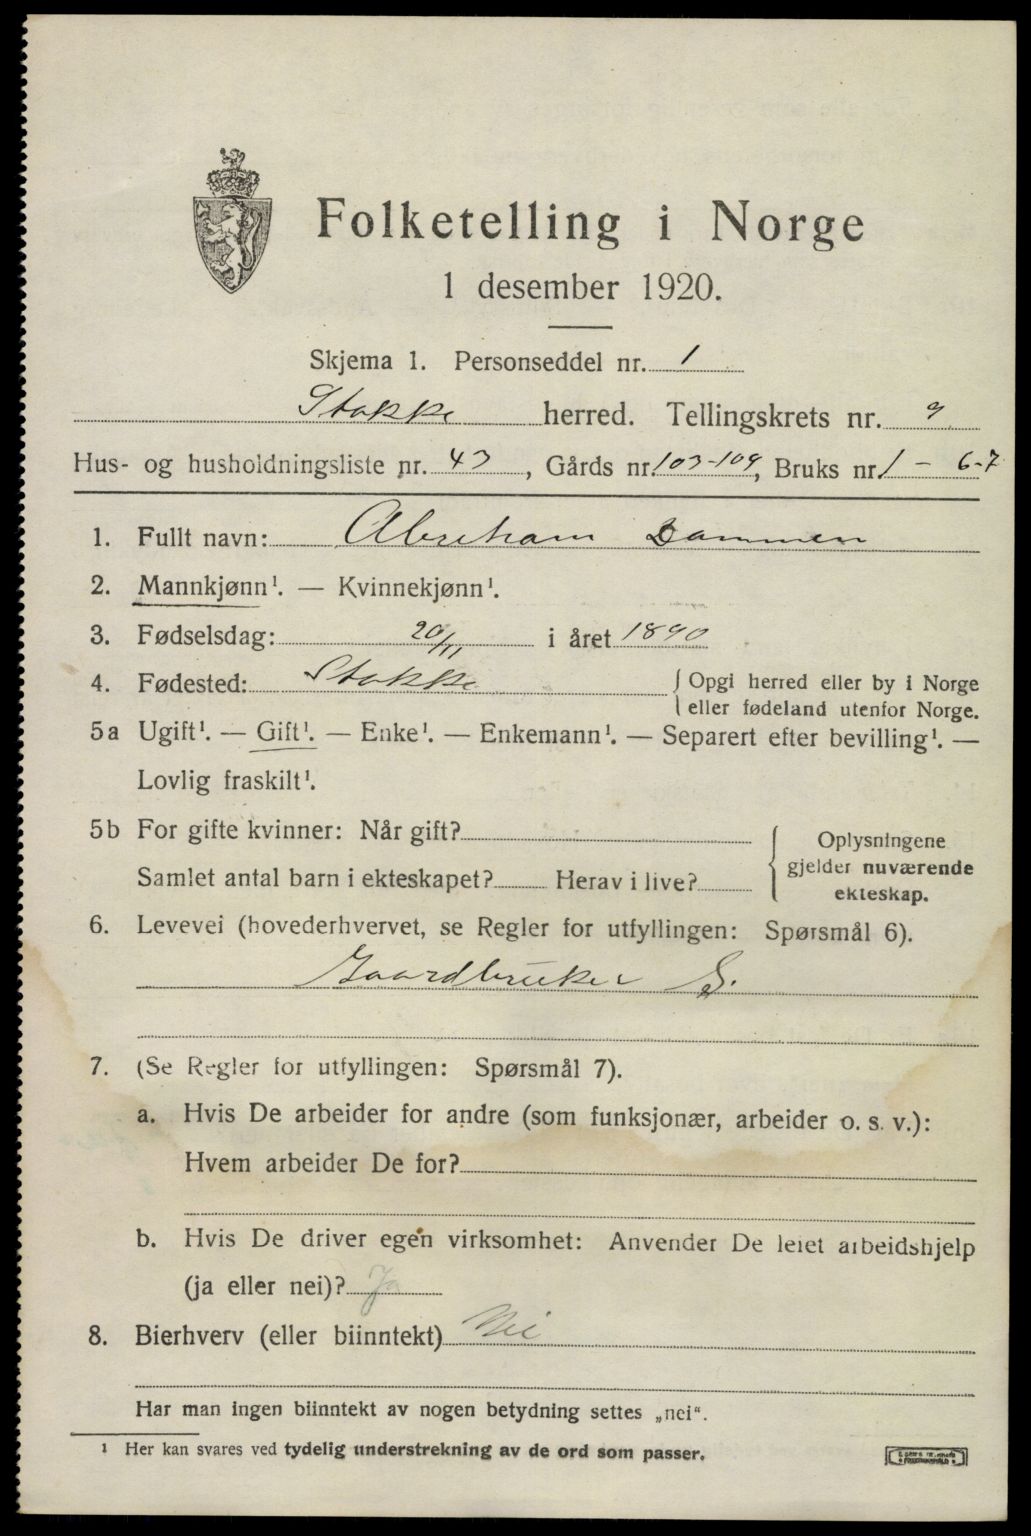 Folketelling i Norge
1 desember 1920.
Skjema 1. Personseddel nr. 1
Stokke herred. Tellingskrets nr. 9
Hus- og husholdningsliste nr. 43, Gårds nr. 103-109, Bruks nr. 1 - 6-7
1. Fullt navn: Abreham Dammen
2. Mannkjønn¹. — Kvinnekjønn¹.
3. Fødselsdag: 20/11 i året 1890
4. Fødested: Stokke { Opgi herred eller by i Norge
eller fødeland utenfor Norge.
5a Ugift¹. — Gift¹. — Enke¹. — Enkemann¹. — Separert efter bevilling¹. —
Lovlig fraskilt¹.
5b For gifte kvinner: Når gift?
Samlet antal barn i ekteskapet? Herav i live?
{ Oplysningene
gjelder nuværende
ekteskap.
6. Levevei (hovederhvervet, se Regler for utfyllingen: Spørsmål 6).
Gaardbruker S.
7. (Se Regler for utfyllingen: Spørsmål 7).
a. Hvis De arbeider for andre (som funksjonær, arbeider o. s. v.):
Hvem arbeider De for?
b. Hvis De driver egen virksomhet: Anvender De leiet arbeidshjelp
(ja eller nei)? Ja
8. Bierhverv (eller biinntekt) Nei
Har man ingen biinntekt av nogen betydning settes „nei“.
¹ Her kan svares ved tydelig understrekning av de ord som passer.